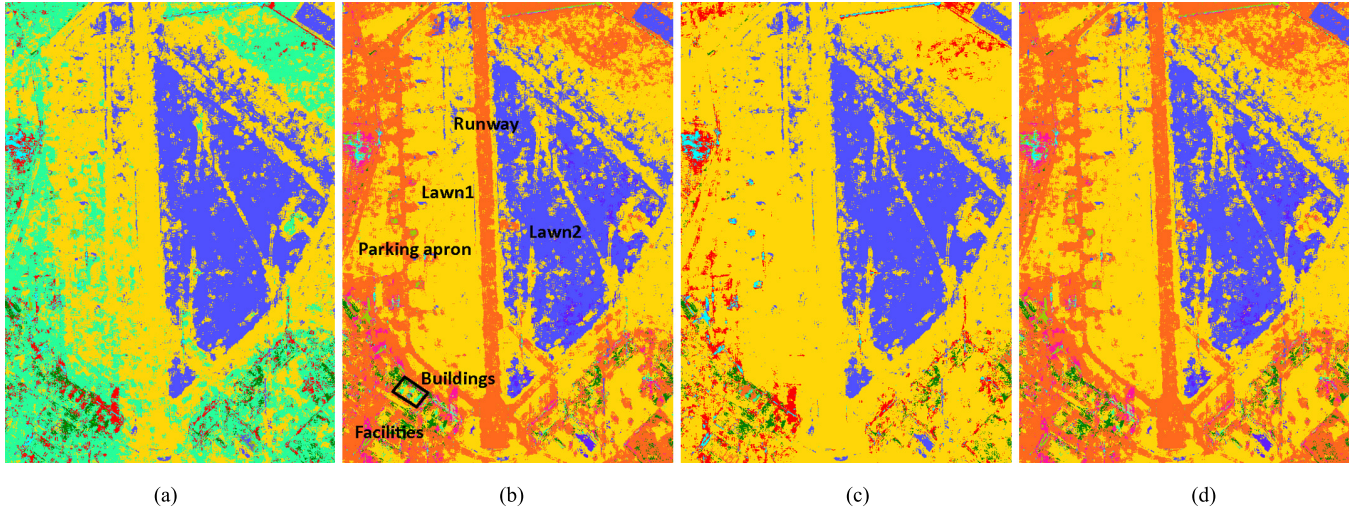 Runway
Lawn1
Lawn2
Parking apron
Buildings
Facilities
(a)
(b)
(c)
(d)